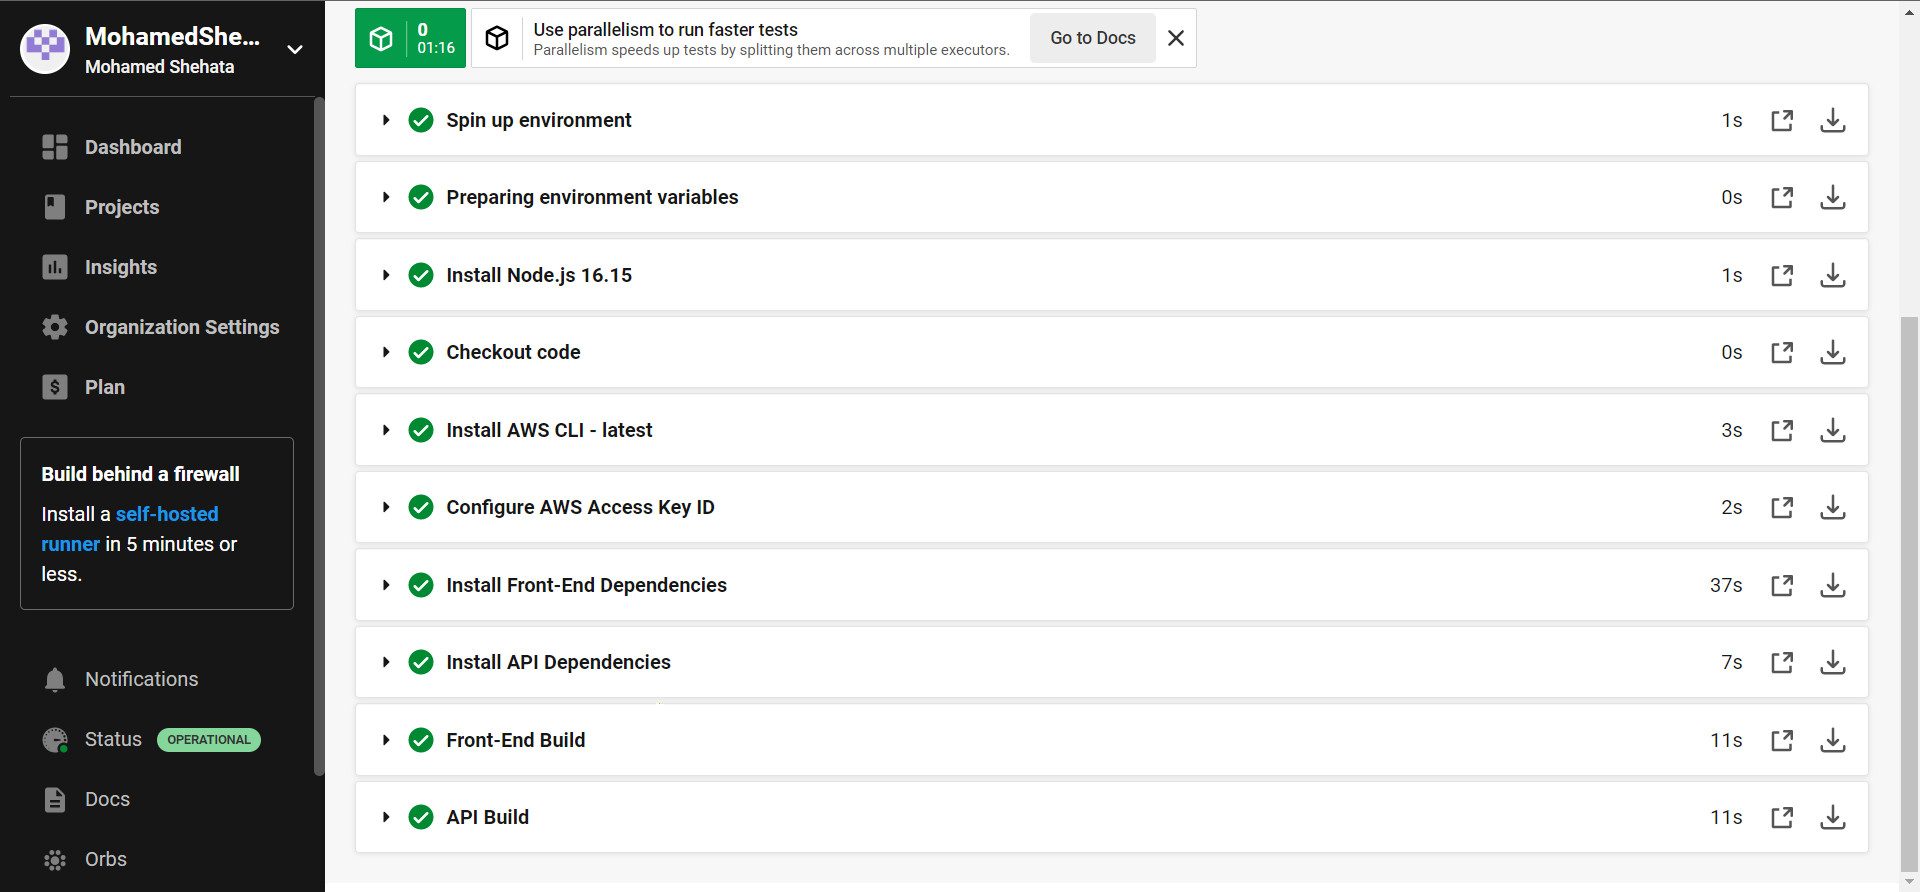 MohamedShe...
Mohamed Shehata
Dashboard
Projects
Insights
Organization Settings
Plan
Build behind a firewall
Install a self-hosted
runner in 5 minutes or
less.
Notifications
Status OPERATIONAL
Docs
Orbs
0
01:16
Use parallelism to run faster tests
Parallelism speeds up tests by splitting them across multiple executors.
Go to Docs
Spin up environment 1s
Preparing environment variables 0s
Install Node.js 16.15 1s
Checkout code 0s
Install AWS CLI - latest 3s
Configure AWS Access Key ID 2s
Install Front-End Dependencies 37s
Install API Dependencies 7s
Front-End Build 11s
API Build 11s